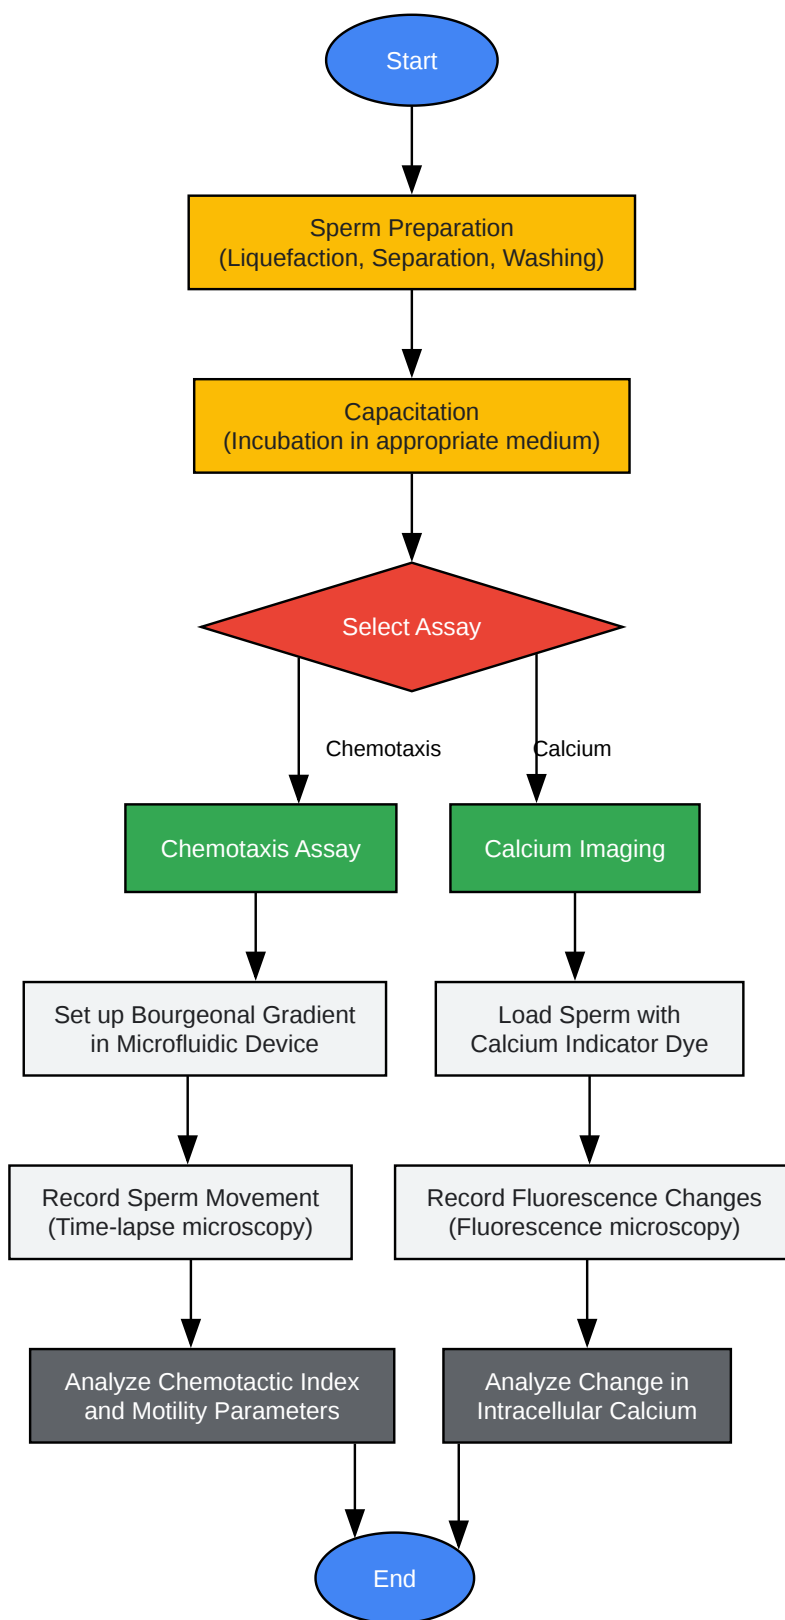 Start
Sperm Preparation
(Liquefaction, Separation, Washing)
Capacitation
(Incubation in appropriate medium)
Select Assay
Chemotaxis
Calcium
Chemotaxis Assay
Calcium Imaging
Set up Bourgeonal Gradient
in Microfluidic Device
Load Sperm with
Calcium Indicator Dye
Record Sperm Movement
(Time-lapse microscopy)
Record Fluorescence Changes
(Fluorescence microscopy)
Analyze Chemotactic Index
and Motility Parameters
Analyze Change in
Intracellular Calcium
End